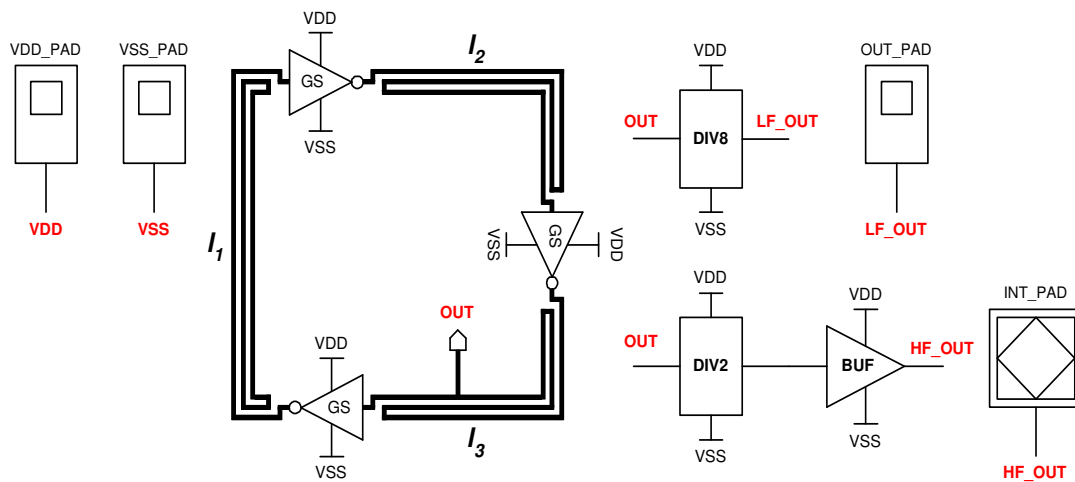 VDD_PAD
VDD
VSS_PAD
VSS
l1
VDD
GS
VSS
l2
VSS
GS
VDD
OUT
VDD
GS
VSS
l3
VDD
OUT
DIV8
LF_OUT
VSS
OUT_PAD
LF_OUT
VDD
OUT
DIV2
VSS
VDD
BUF
HF_OUT
VSS
INT_PAD
HF_OUT